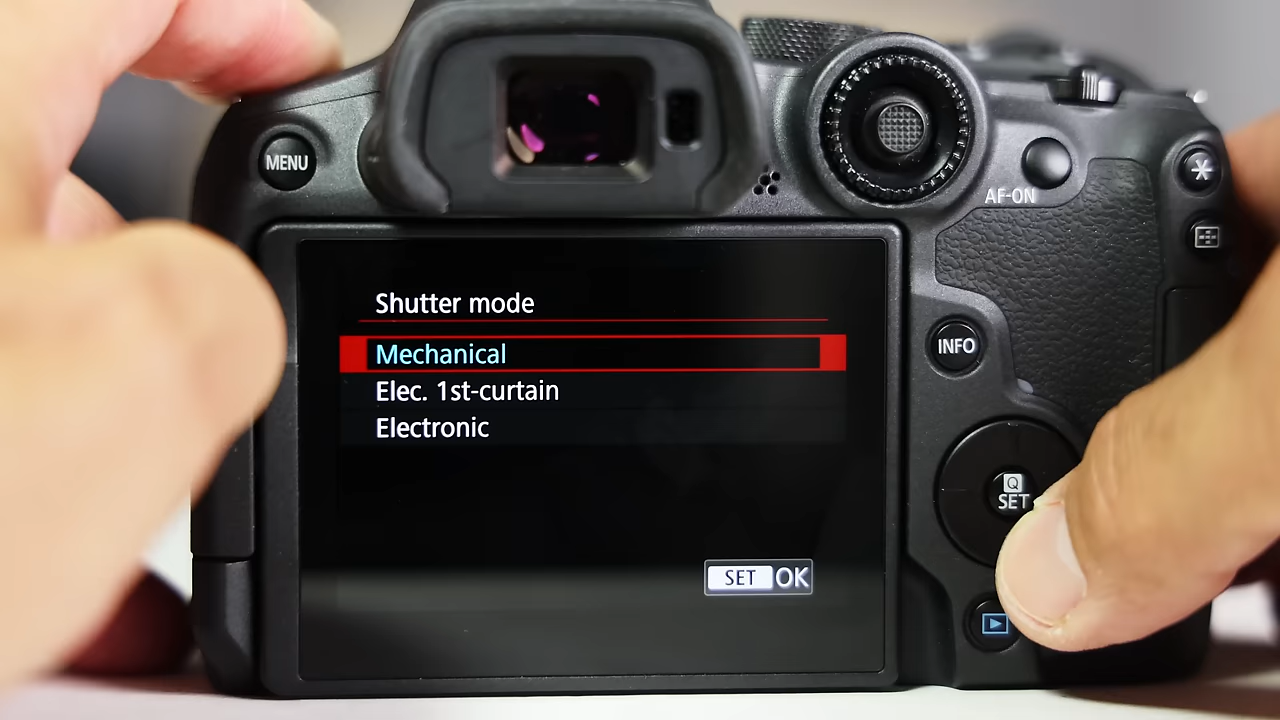 MENU
AF-ON
Shutter mode
Mechanical
Elec. 1st-curtain
Electronic
INFO
Q
SET
SET OK